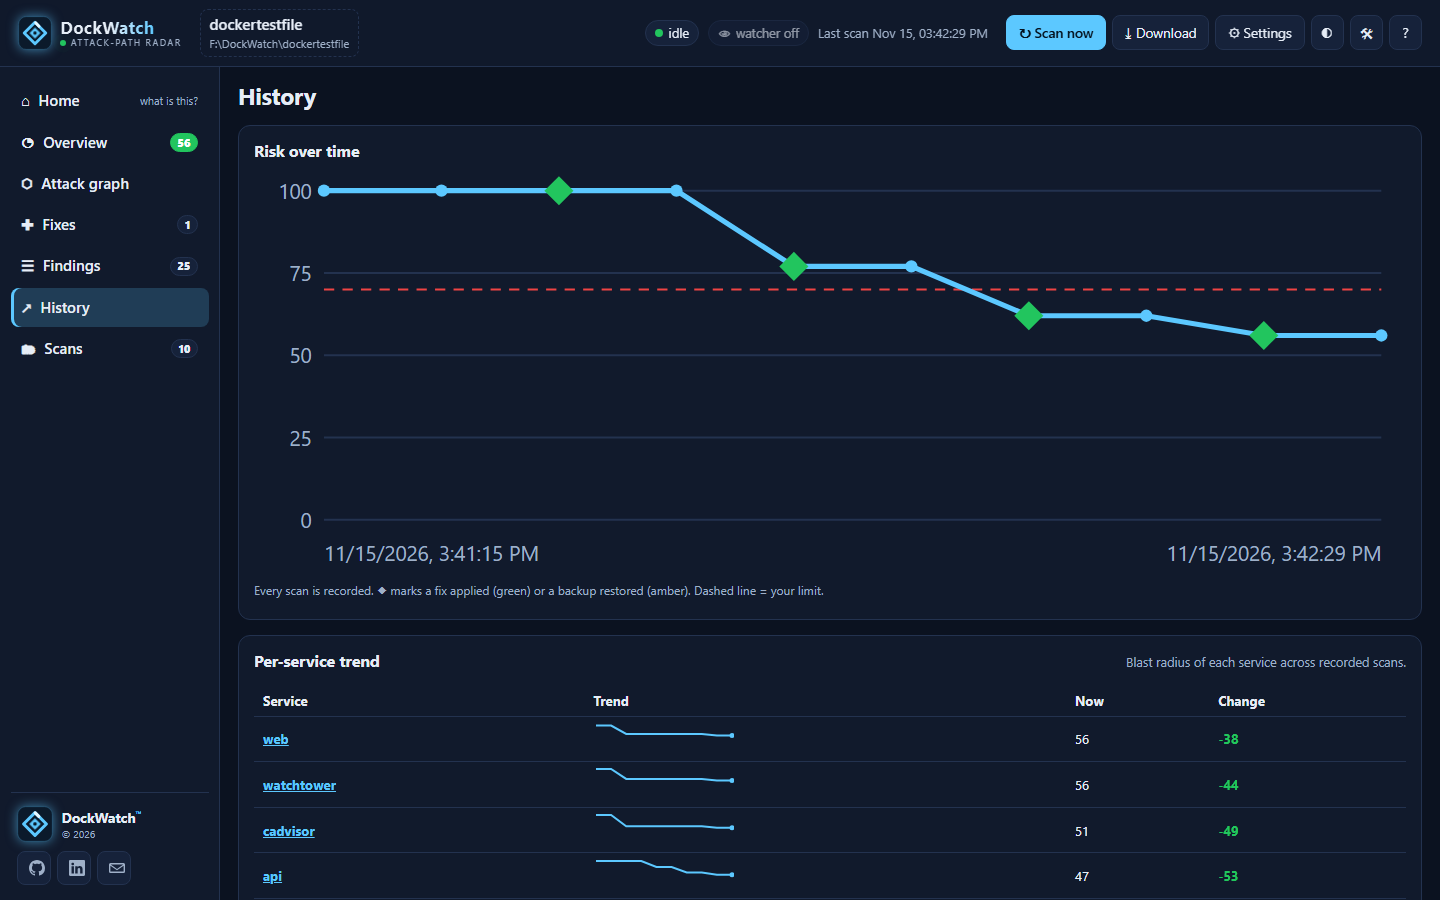 DockWatch
ATTACK-PATH RADAR
dockertestfile
F:\DockWatch\dockertestfile
idle
watcher off
Last scan Nov 15, 03:42:29 PM
↻ Scan now
⤓ Download
⚙ Settings
?
Home
what is this?
Overview
56
Attack graph
Fixes
1
Findings
25
History
Scans
10
DockWatch™
© 2026
History
Risk over time
100
75
50
25
0
11/15/2026, 3:41:15 PM
11/15/2026, 3:42:29 PM
Every scan is recorded. ◆ marks a fix applied (green) or a backup restored (amber). Dashed line = your limit.
Per-service trend
Blast radius of each service across recorded scans.
Service Trend Now Change
web 56 -38
watchtower 56 -44
cadvisor 51 -49
api 47 -53